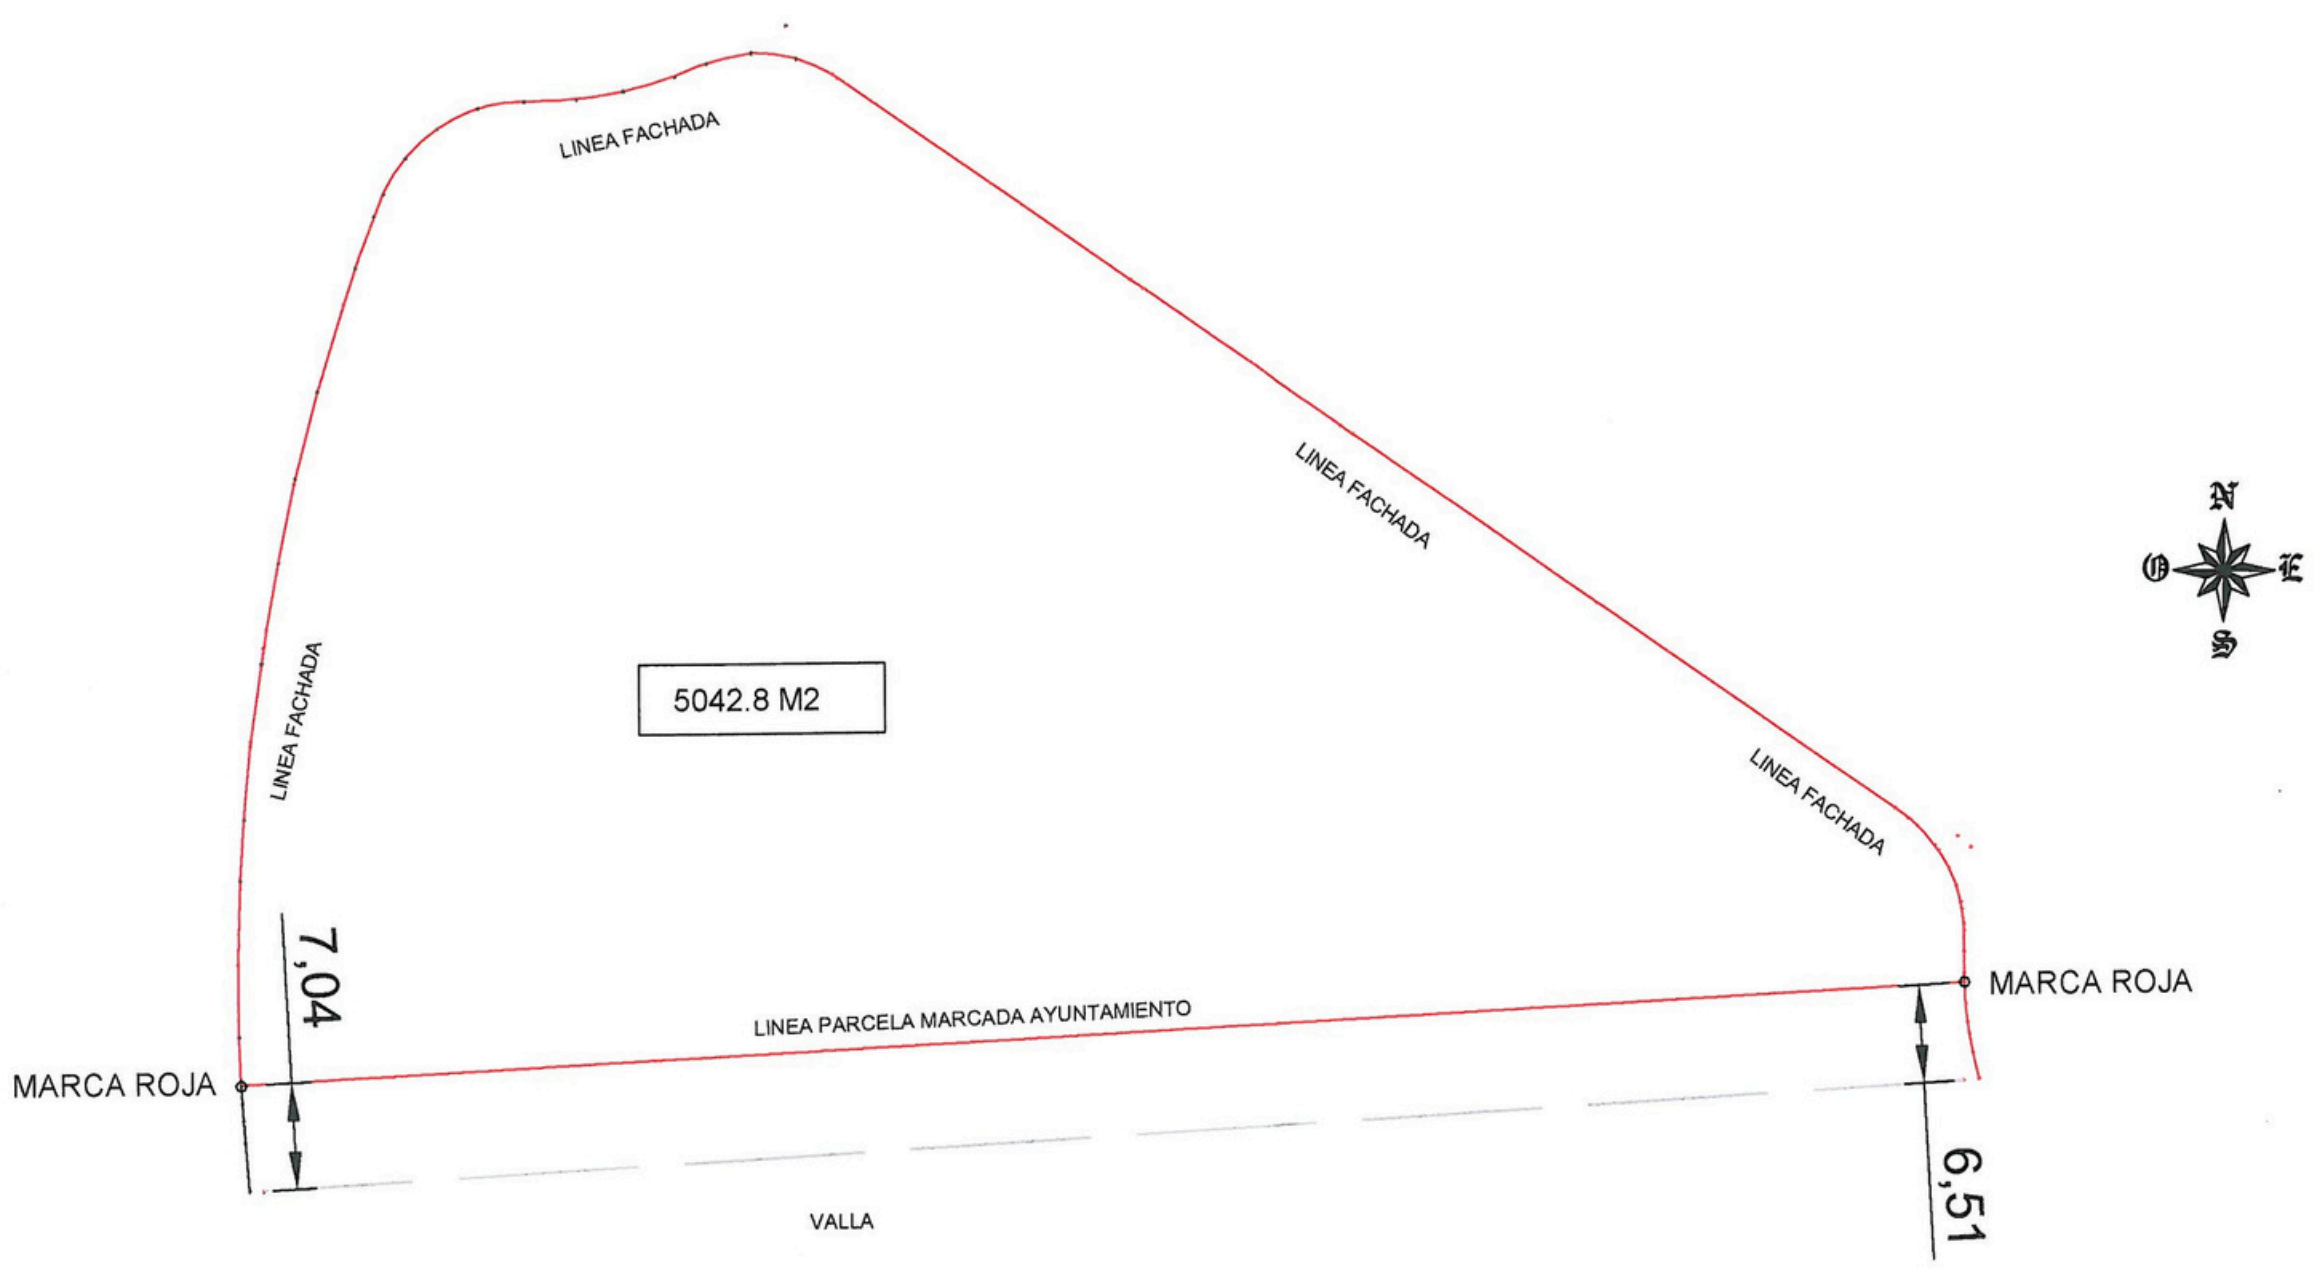 LINEA FACHADA
LINEA FACHADA
N
O
E
S
LINEA FACHADA
5042.8 M2
LINEA FACHADA
7,04
MARCA ROJA
LINEA PARCELA MARCADA AYUNTAMIENTO
MARCA ROJA
6,51
VALLA